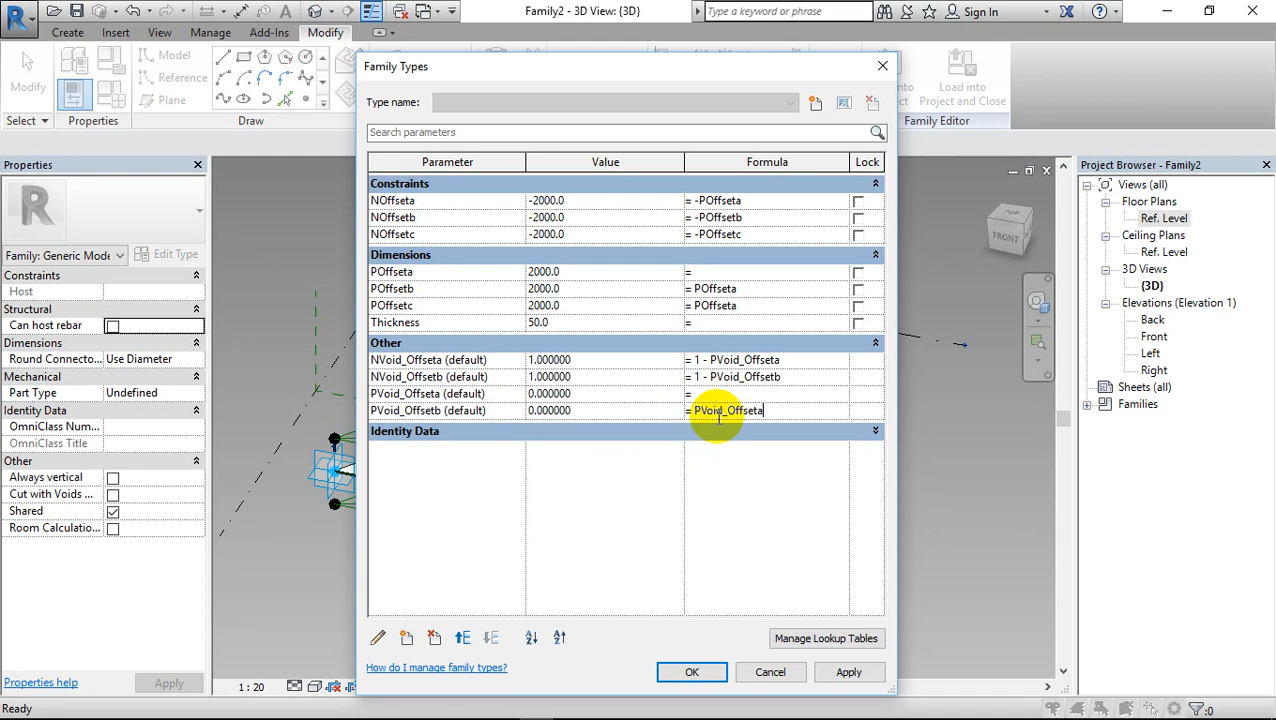 Family2 - 3D View: {3D}
Type a keyword or phrase
Sign In
Create
Insert
View
Manage
Add-Ins
Modify
Modify
Model
Reference
Plane
Load into
Project and Close
Select
Properties
Draw
Family Editor
Properties
Family: Generic Mode
Edit Type
Constraints
Host
Structural
Can host rebar
Dimensions
Round Connecto...
Use Diameter
Mechanical
Part Type
Undefined
Identity Data
OmniClass Num...
OmniClass Title
Other
Always vertical
Cut with Voids ...
Shared
Room Calculatio...
Properties help
Apply
Ready
Family Types
Type name:
Search parameters
Parameter Value Formula Lock
Constraints
NOffseta -2000.0 = -POffseta
NOffsetb -2000.0 = -POffsetb
NOffsetc -2000.0 = -POffsetc
Dimensions
POffseta 2000.0 =
POffsetb 2000.0 = POffseta
POffsetc 2000.0 = POffseta
Thickness 50.0 =
Other
NVoid_Offseta (default) 1.000000 = 1 - PVoid_Offseta
NVoid_Offsetb (default) 1.000000 = 1 - PVoid_Offsetb
PVoid_Offseta (default) 0.000000 =
PVoid_Offsetb (default) 0.000000 = PVoid_Offseta
Identity Data
Manage Lookup Tables
How do I manage family types?
OK
Cancel
Apply
1 : 20
FRONT
Project Browser - Family2
Views (all)
Floor Plans
Ref. Level
Ceiling Plans
Ref. Level
3D Views
{3D}
Elevations (Elevation 1)
Back
Front
Left
Right
Sheets (all)
Families
:0